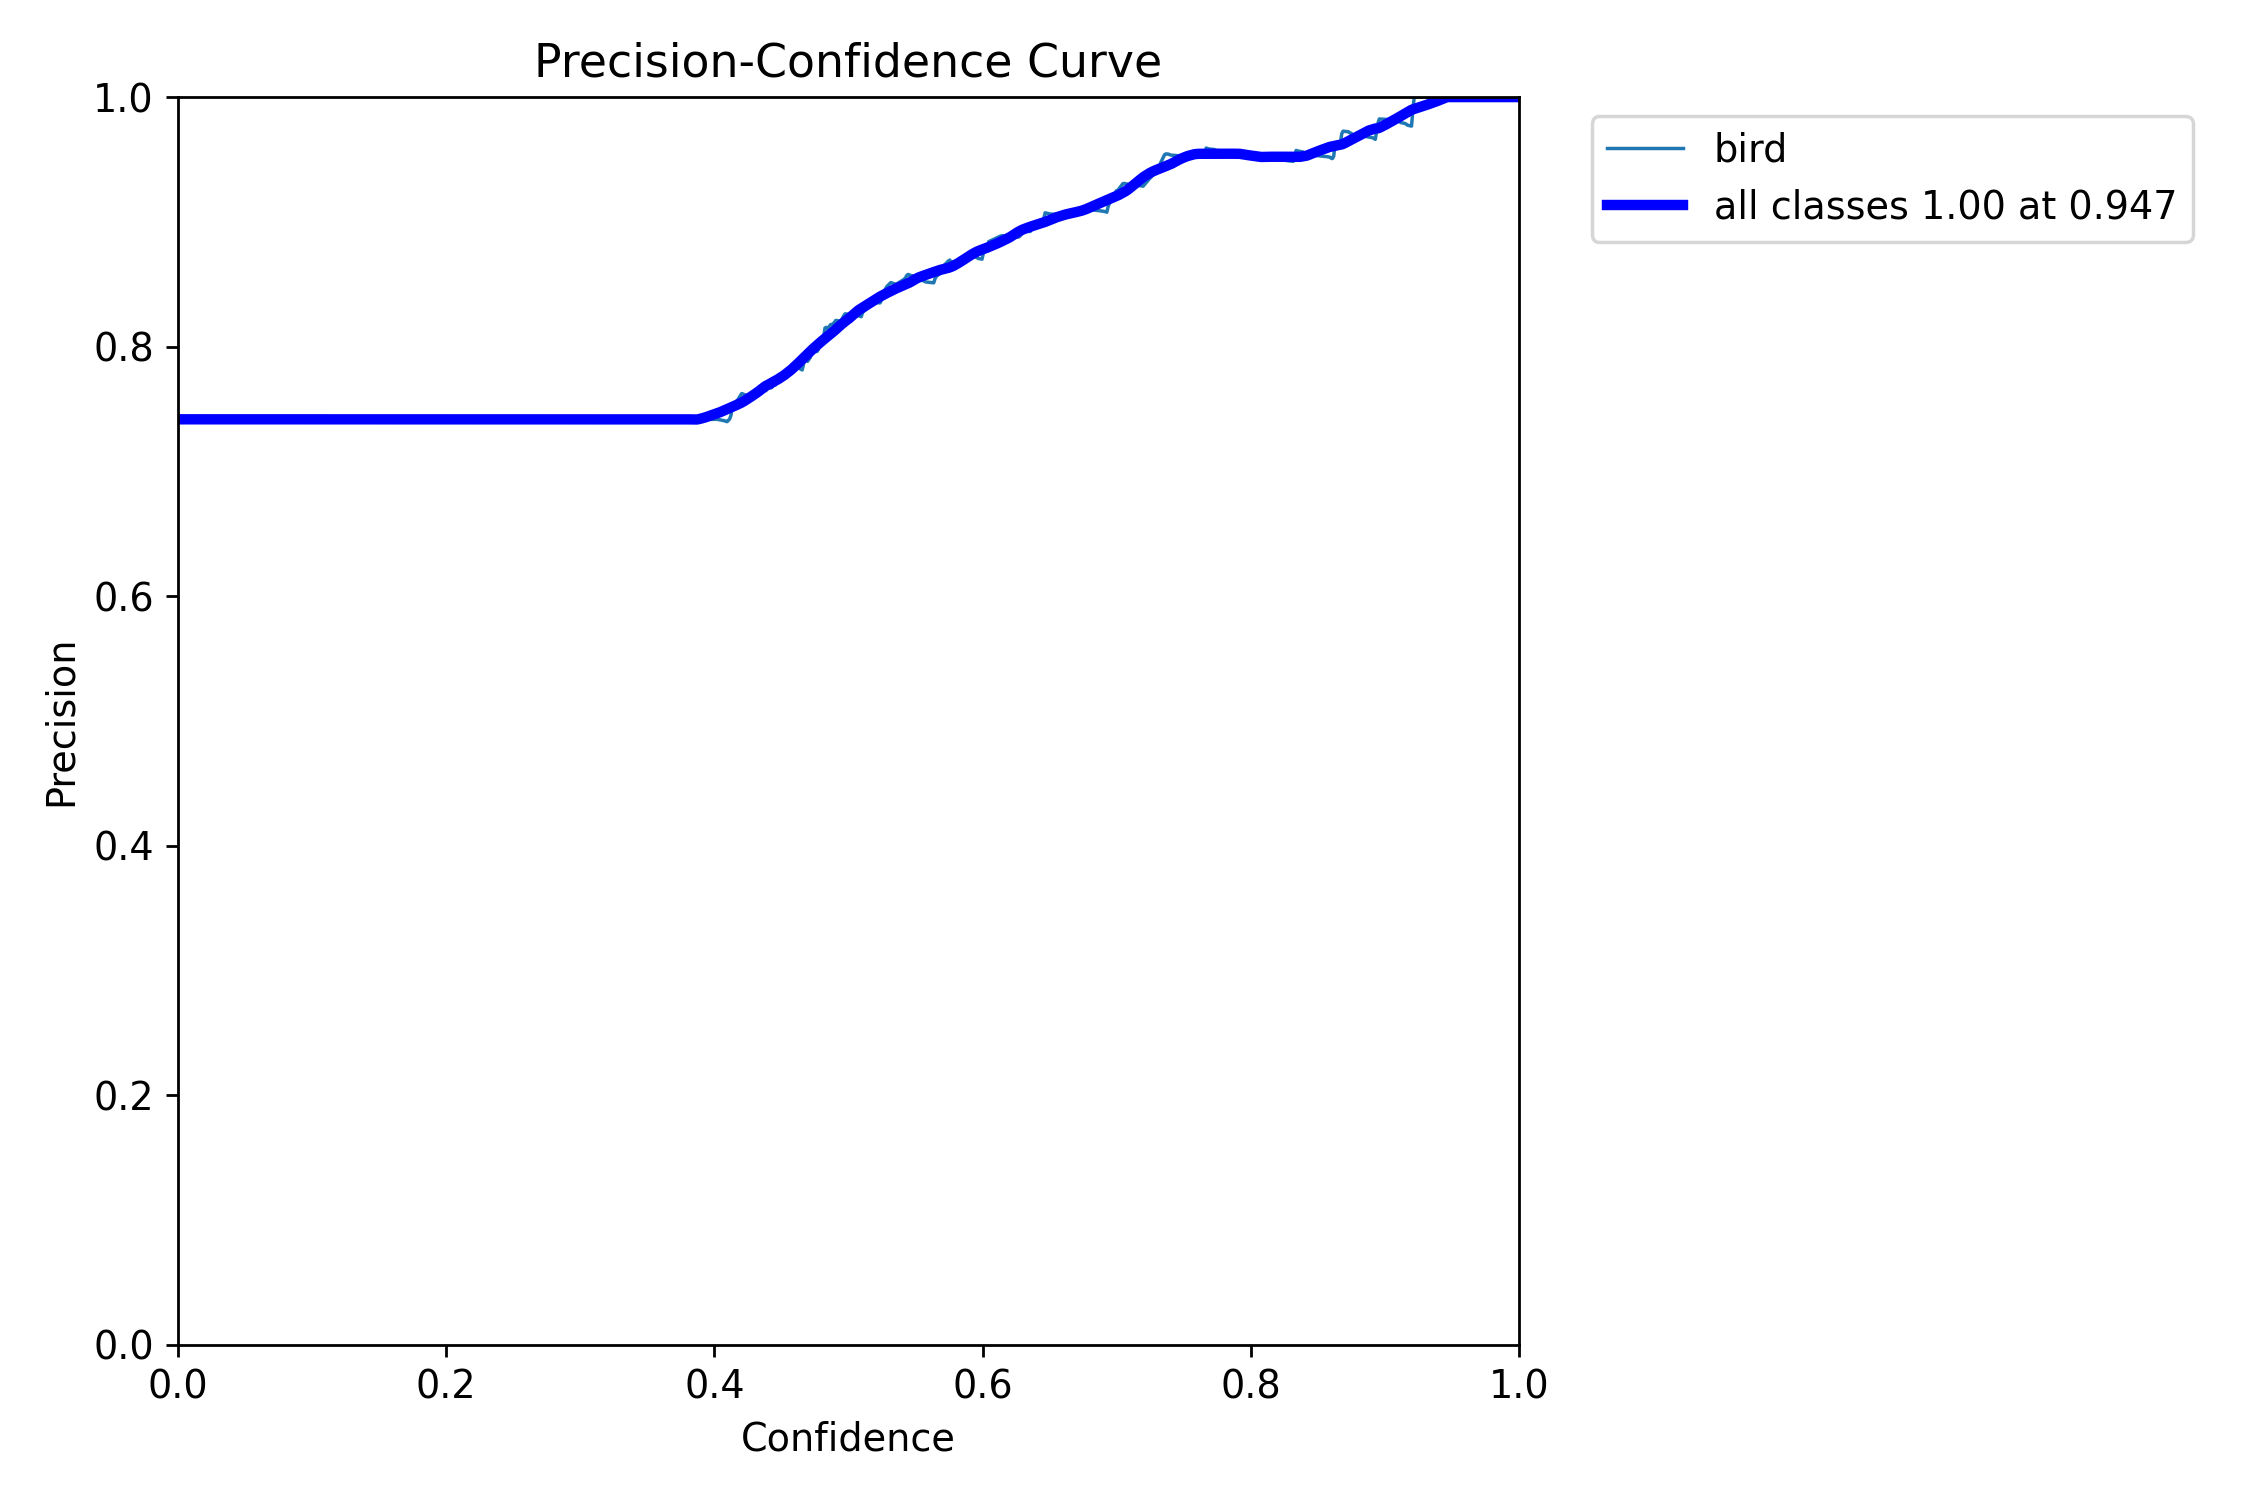 Precision-Confidence Curve
1.0
0.8
0.6
0.4
0.2
0.0
Precision
0.0 0.2 0.4 0.6 0.8 1.0
Confidence
bird
all classes 1.00 at 0.947